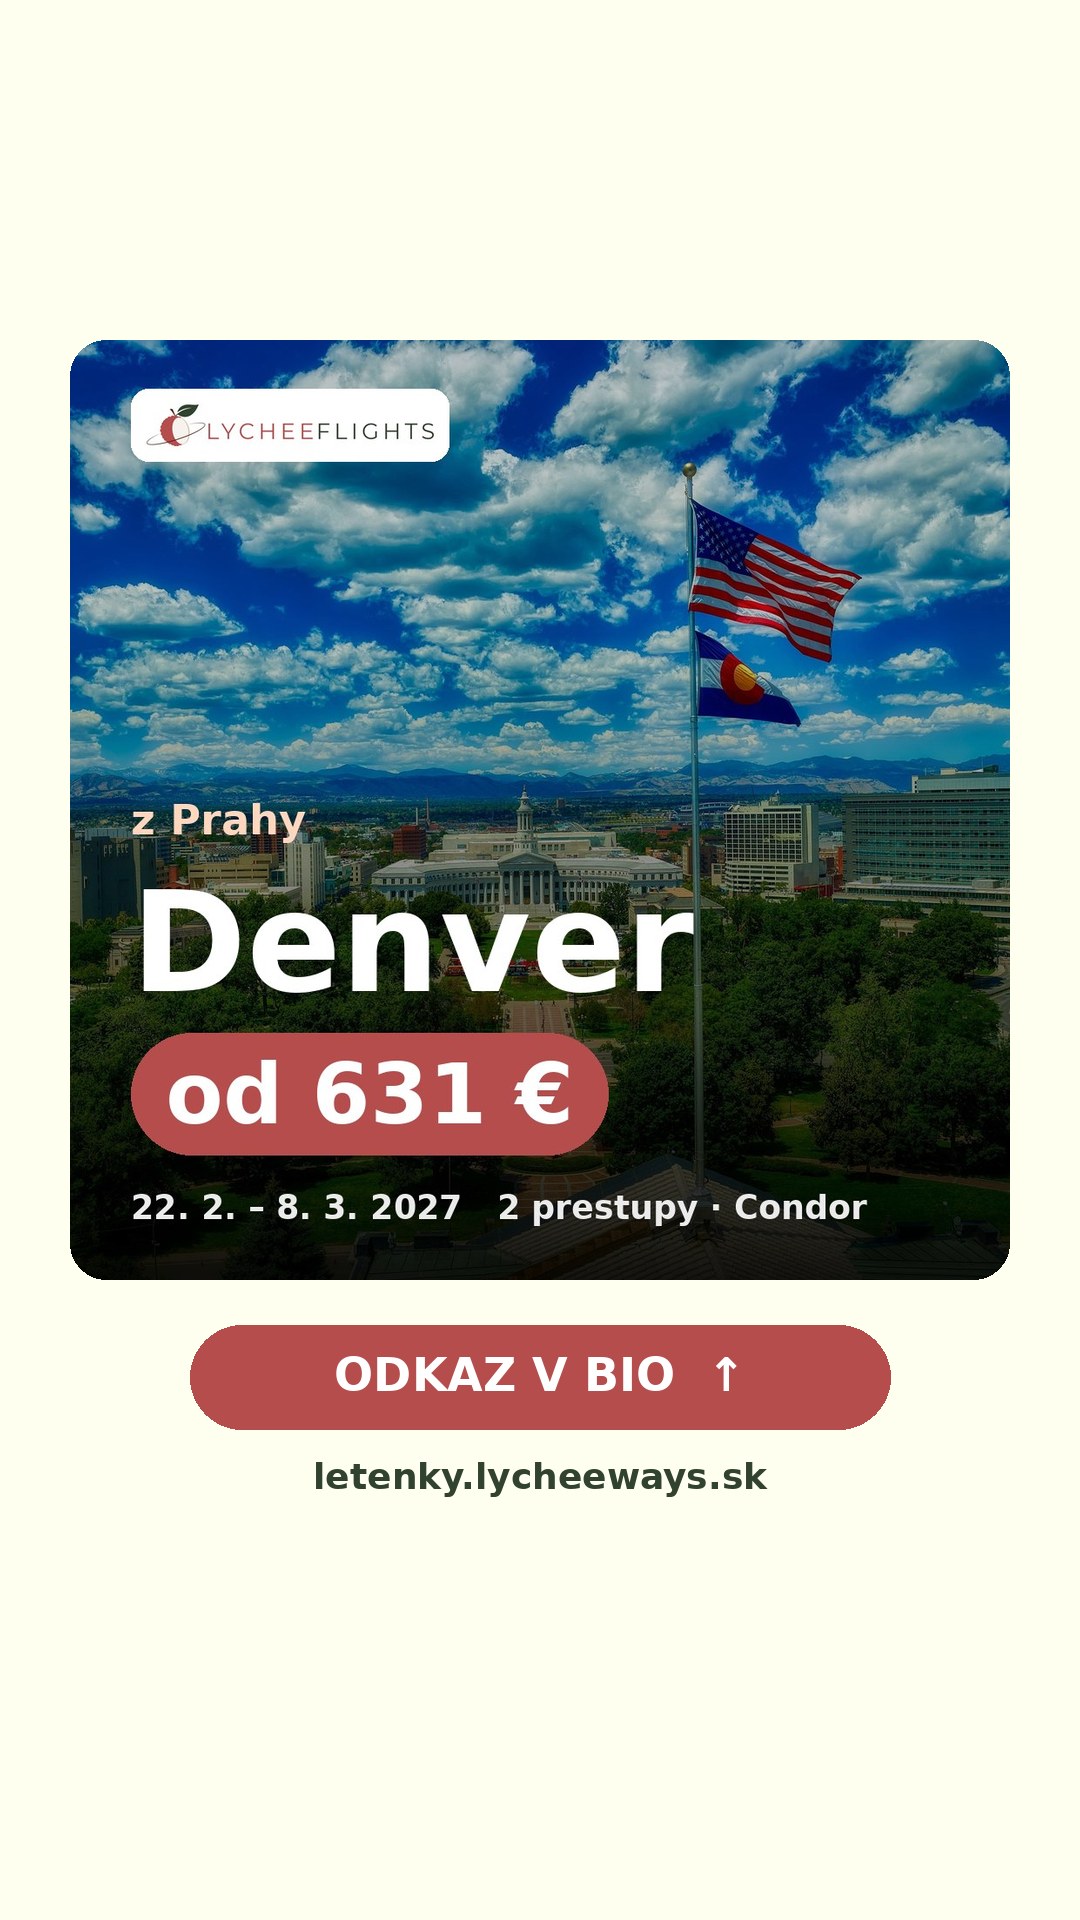 LYCHEEFLIGHTS
z Prahy
Denver
od 631 €
22. 2. – 8. 3. 2027 2 prestupy · Condor
ODKAZ V BIO ↑
letenky.lycheeways.sk